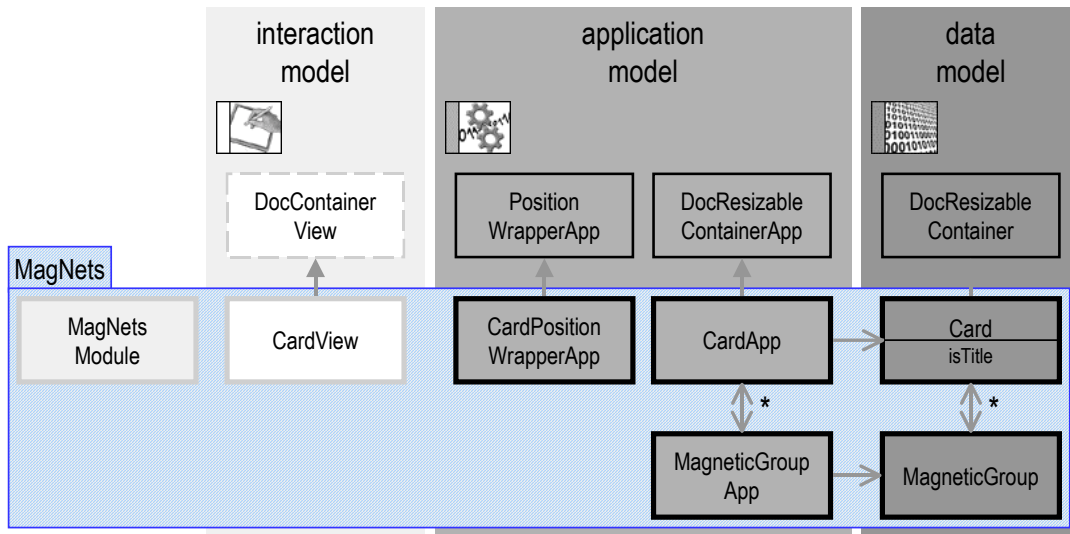 interaction
model
application
model
data
model
DocContainer
View
Position
WrapperApp
DocResizable
ContainerApp
DocResizable
Container
MagNets
MagNets
Module
CardView
CardPosition
WrapperApp
CardApp
Card
isTitle
*
*
MagneticGroup
App
MagneticGroup